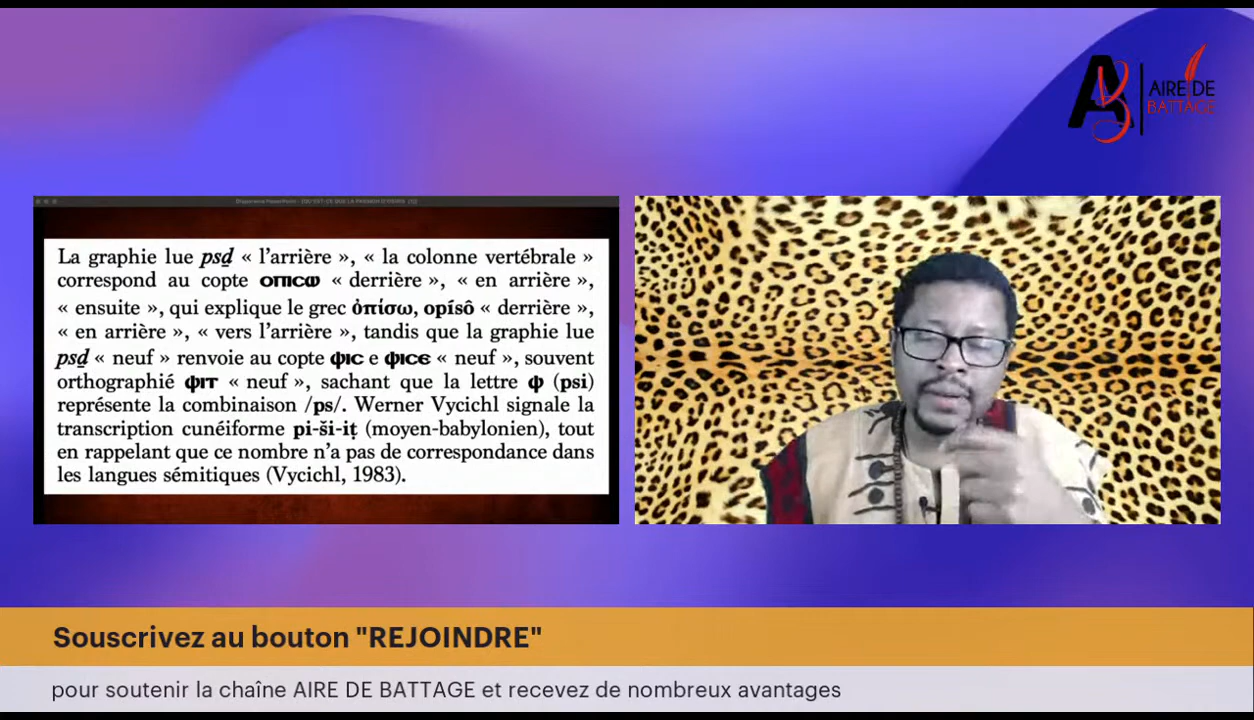 AIRE DE
BATTAGE
La graphie lue psḏ « l’arrière », « la colonne vertébrale »
correspond au copte ⲟⲡⲓⲥⲱ « derrière », « en arrière »,
« ensuite », qui explique le grec ὀπίσω, opísô « derrière »,
« en arrière », « vers l’arrière », tandis que la graphie lue
psḏ « neuf » renvoie au copte ⲯⲓⲥ e ⲯⲓⲥⲉ « neuf », souvent
orthographié ⲯⲓⲧ « neuf », sachant que la lettre ⲯ (psi)
représente la combinaison /ps/. Werner Vycichl signale la
transcription cunéiforme pi-ši-iṭ (moyen-babylonien), tout
en rappelant que ce nombre n’a pas de correspondance dans
les langues sémitiques (Vycichl, 1983).
Souscrivez au bouton "REJOINDRE"
pour soutenir la chaîne AIRE DE BATTAGE et recevez de nombreux avantages